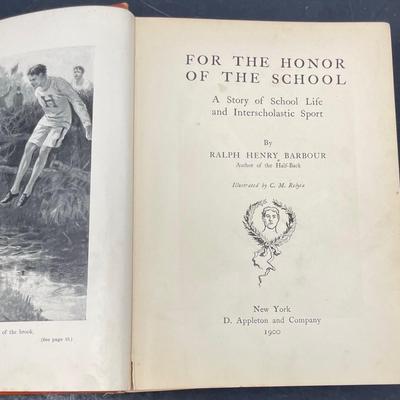 H
of the brook.
(See page 45.)
FOR THE HONOR
OF THE SCHOOL
A Story of School Life
and Interscholastic Sport
By
RALPH HENRY BARBOUR
Author of the Half-Back
Illustrated by C. M. Relyea
New York
D. Appleton and Company
1900